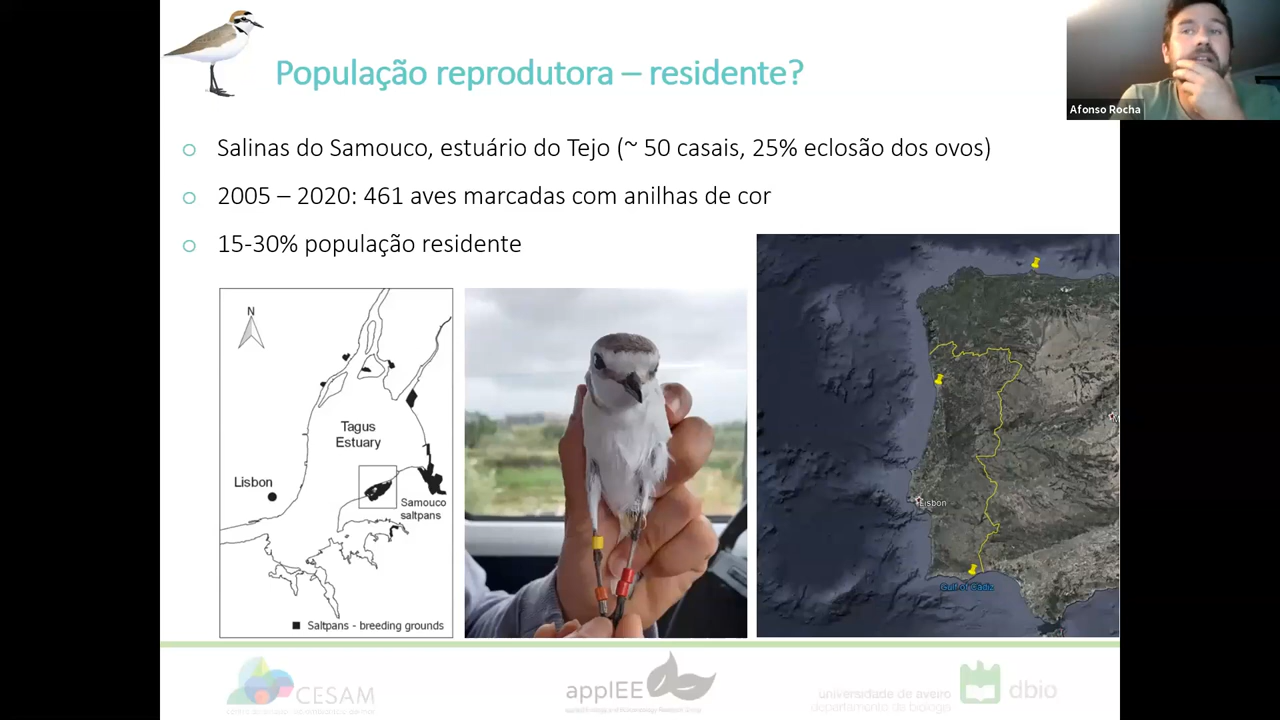 População reprodutora – residente?
Afonso Rocha
Salinas do Samouco, estuário do Tejo (~ 50 casais, 25% eclosão dos ovos)
2005 – 2020: 461 aves marcadas com anilhas de cor
15-30% população residente
N
Tagus
Estuary
Lisbon
Samouco
saltpans
Saltpans - breeding grounds
Lisbon
Gulf of Cádiz
CESAM
applEE
universidade de aveiro
departamento de biologia
dbio